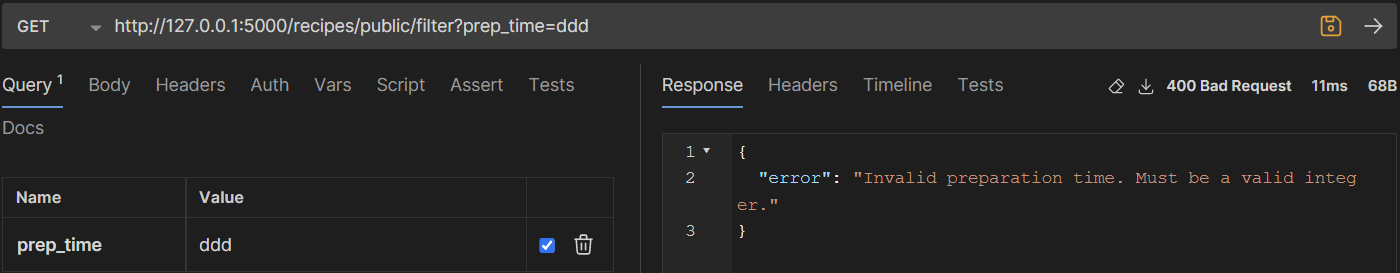 GET http://127.0.0.1:5000/recipes/public/filter?prep_time=ddd
Query 1 Body Headers Auth Vars Script Assert Tests
Docs
Name Value
prep_time ddd
Response Headers Timeline Tests 400 Bad Request 11ms 68B
1 {
2 "error": "Invalid preparation time. Must be a valid integ
er."
3 }